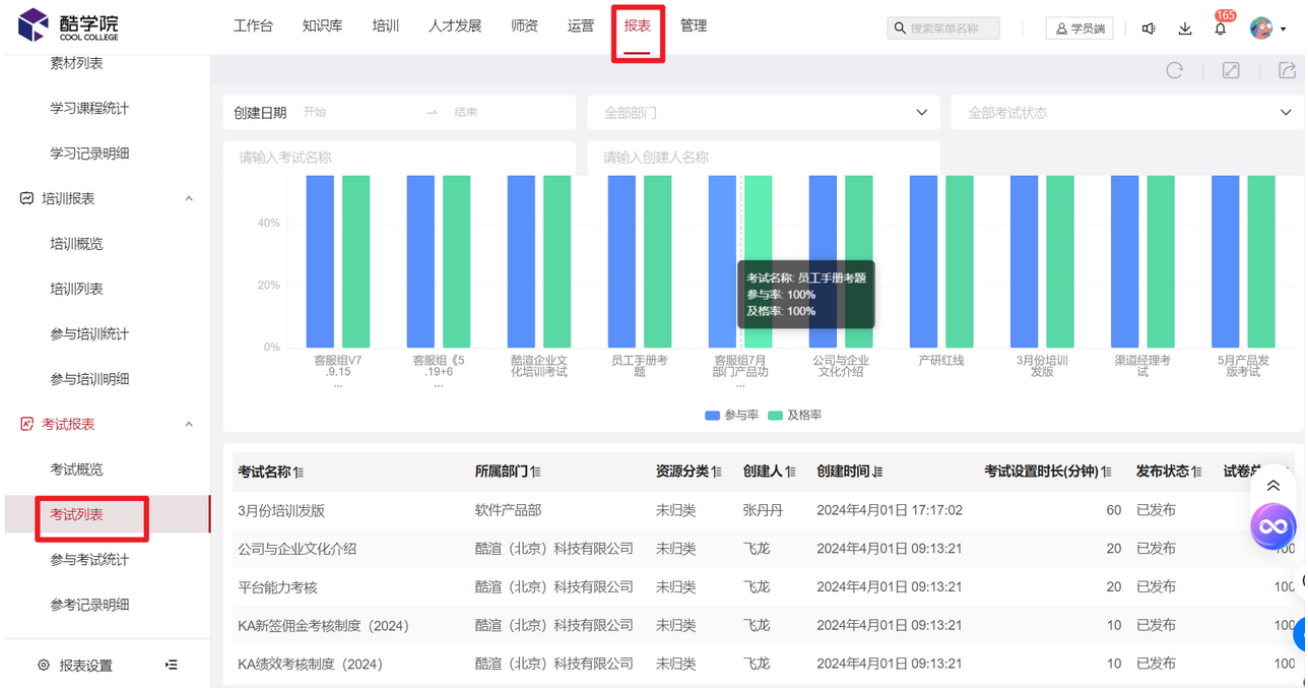 酷学院
COOL COLLEGE
工作台 知识库 培训 人才发展 师资 运营 报表 管理
搜索菜单名称
学员端
165
素材列表
学习课程统计
学习记录明细
培训报表
培训概览
培训列表
参与培训统计
参与培训明细
考试报表
考试概览
考试列表
参与考试统计
参考记录明细
报表设置
创建日期 开始 → 结束
全部部门
全部考试状态
请输入考试名称
请输入创建人名称
40%
20%
0%
考试名称: 员工手册考题
参与率: 100%
及格率: 100%
客服组V7
.9.15
...
客服组《5
.19+6
...
酷渲企业文
化培训考试
员工手册考
题
客服组7月
部门产品功
...
公司与企业
文化介绍
产研红线
3月份培训
发版
渠道经理考
试
5月产品发
版考试
参与率 及格率
考试名称 所属部门 资源分类 创建人 创建时间 考试设置时长(分钟) 发布状态 试卷
3月份培训发版 软件产品部 未归类 张丹丹 2024年4月01日 17:17:02 60 已发布
公司与企业文化介绍 酷渲（北京）科技有限公司 未归类 飞龙 2024年4月01日 09:13:21 20 已发布
平台能力考核 酷渲（北京）科技有限公司 未归类 飞龙 2024年4月01日 09:13:21 20 已发布 100
KA新签佣金考核制度（2024） 酷渲（北京）科技有限公司 未归类 飞龙 2024年4月01日 09:13:21 10 已发布 100
KA绩效考核制度（2024） 酷渲（北京）科技有限公司 未归类 飞龙 2024年4月01日 09:13:21 10 已发布 100